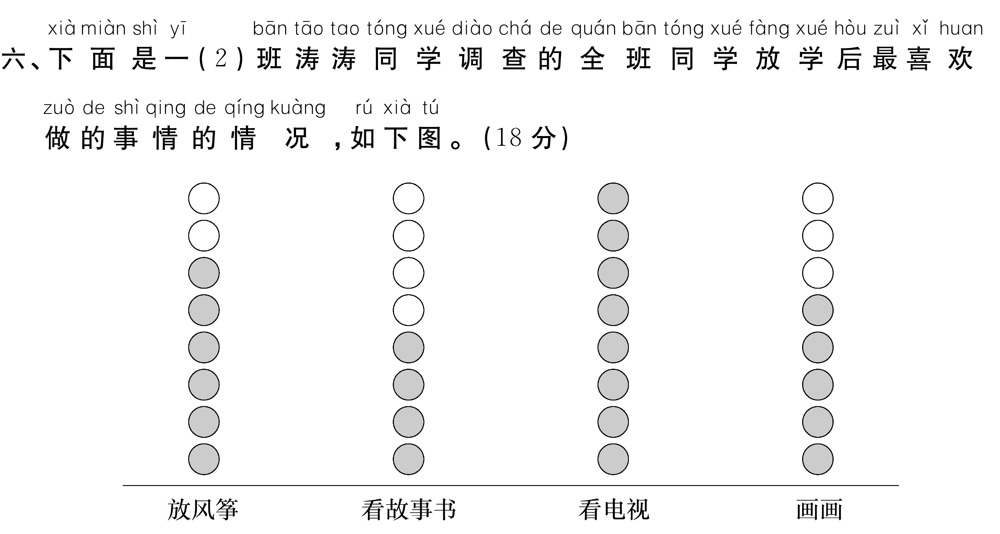 xià miàn shì yī bān tāo tao tóng xué diào chá de quán bān tóng xué fàng xué hòu zuì xǐ huan
六、下面是一(2)班涛涛同学调查的全班同学放学后最喜欢
zuò de shì qing de qíng kuàng rú xià tú
做的事情的情况,如下图。(18分)
放风筝 看故事书 看电视 画画